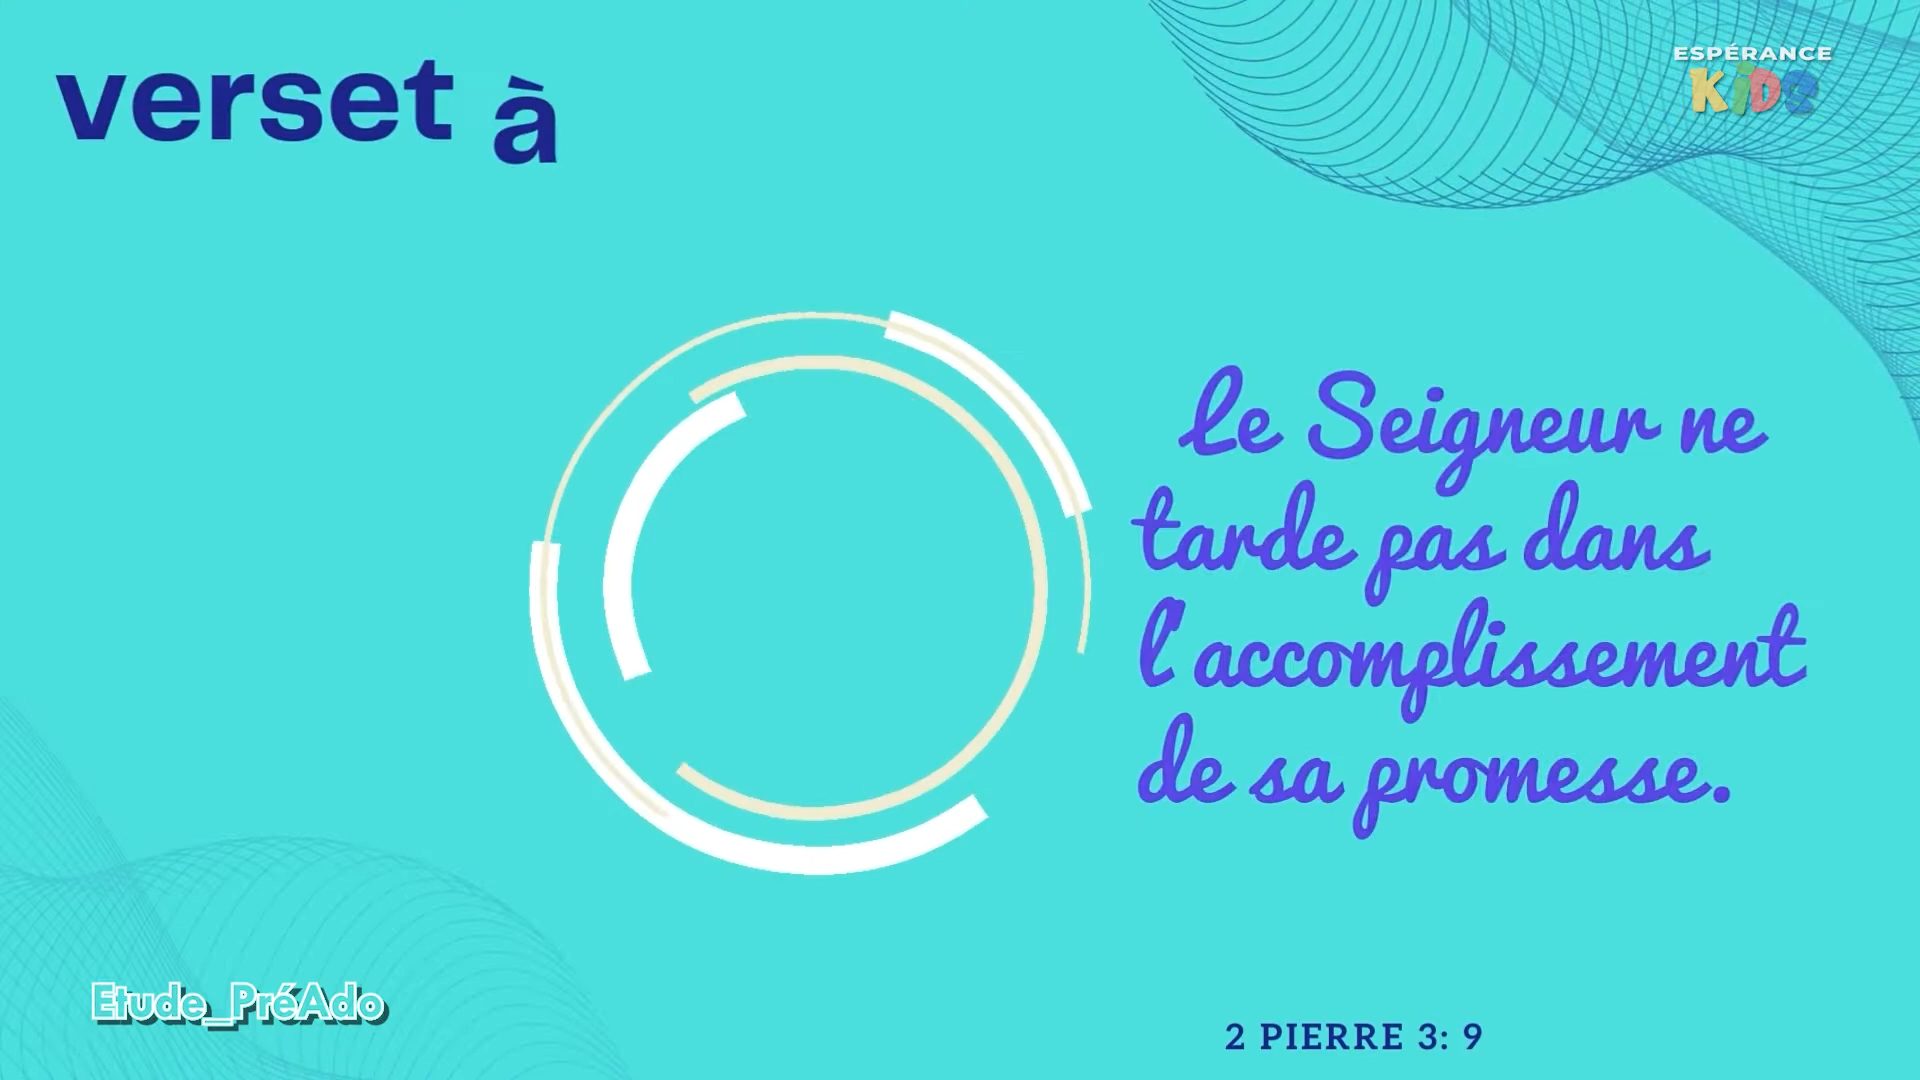 verset à
ESPÉRANCE
KiDS
Le Seigneur ne
tarde pas dans
l'accomplissement
de sa promesse.
Etude_PréAdo
2 PIERRE 3: 9